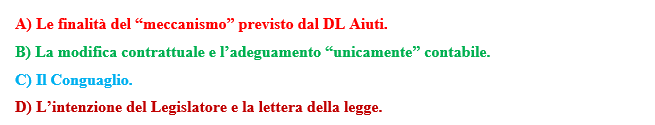 A) Le finalità del “meccanismo” previsto dal DL Aiuti.
B) La modifica contrattuale e l’adeguamento “unicamente” contabile.
C) Il Conguaglio.
D) L’intenzione del Legislatore e la lettera della legge.